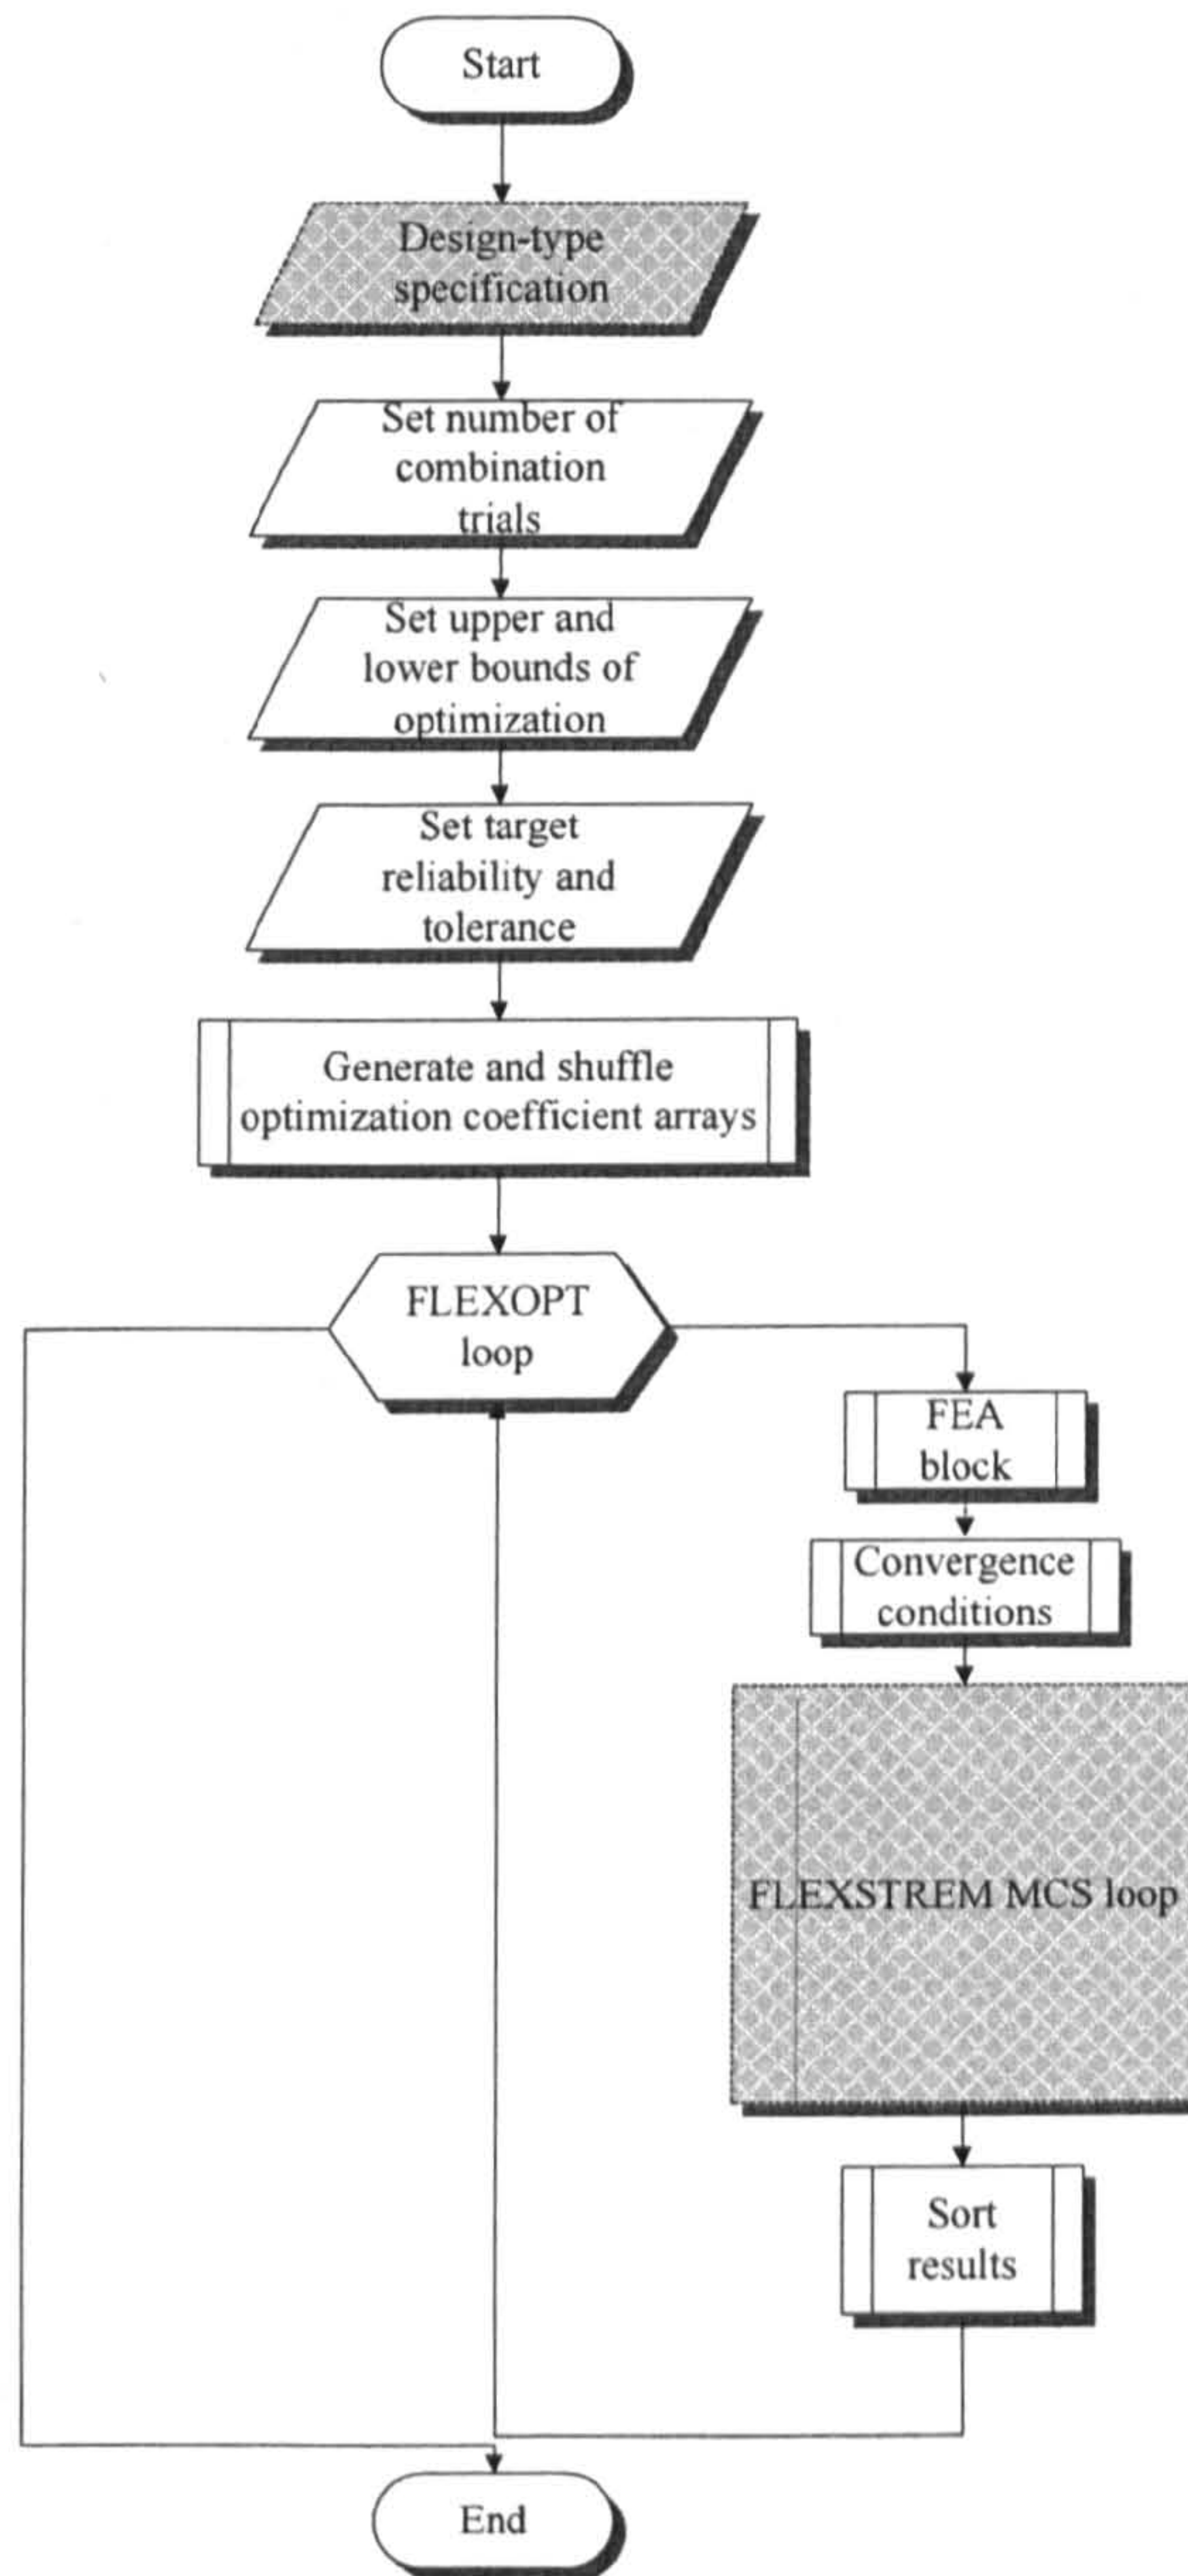 Start
Design-type
specification
Set number of
combination
trials
Set upper and
lower bounds of
optimization
Set target
reliability and
tolerance
Generate and shuffle
optimization coefficient arrays
FLEXOPT
loop
FEA
block
Convergence
conditions
FLEXSTREM MCS loop
Sort
results
End